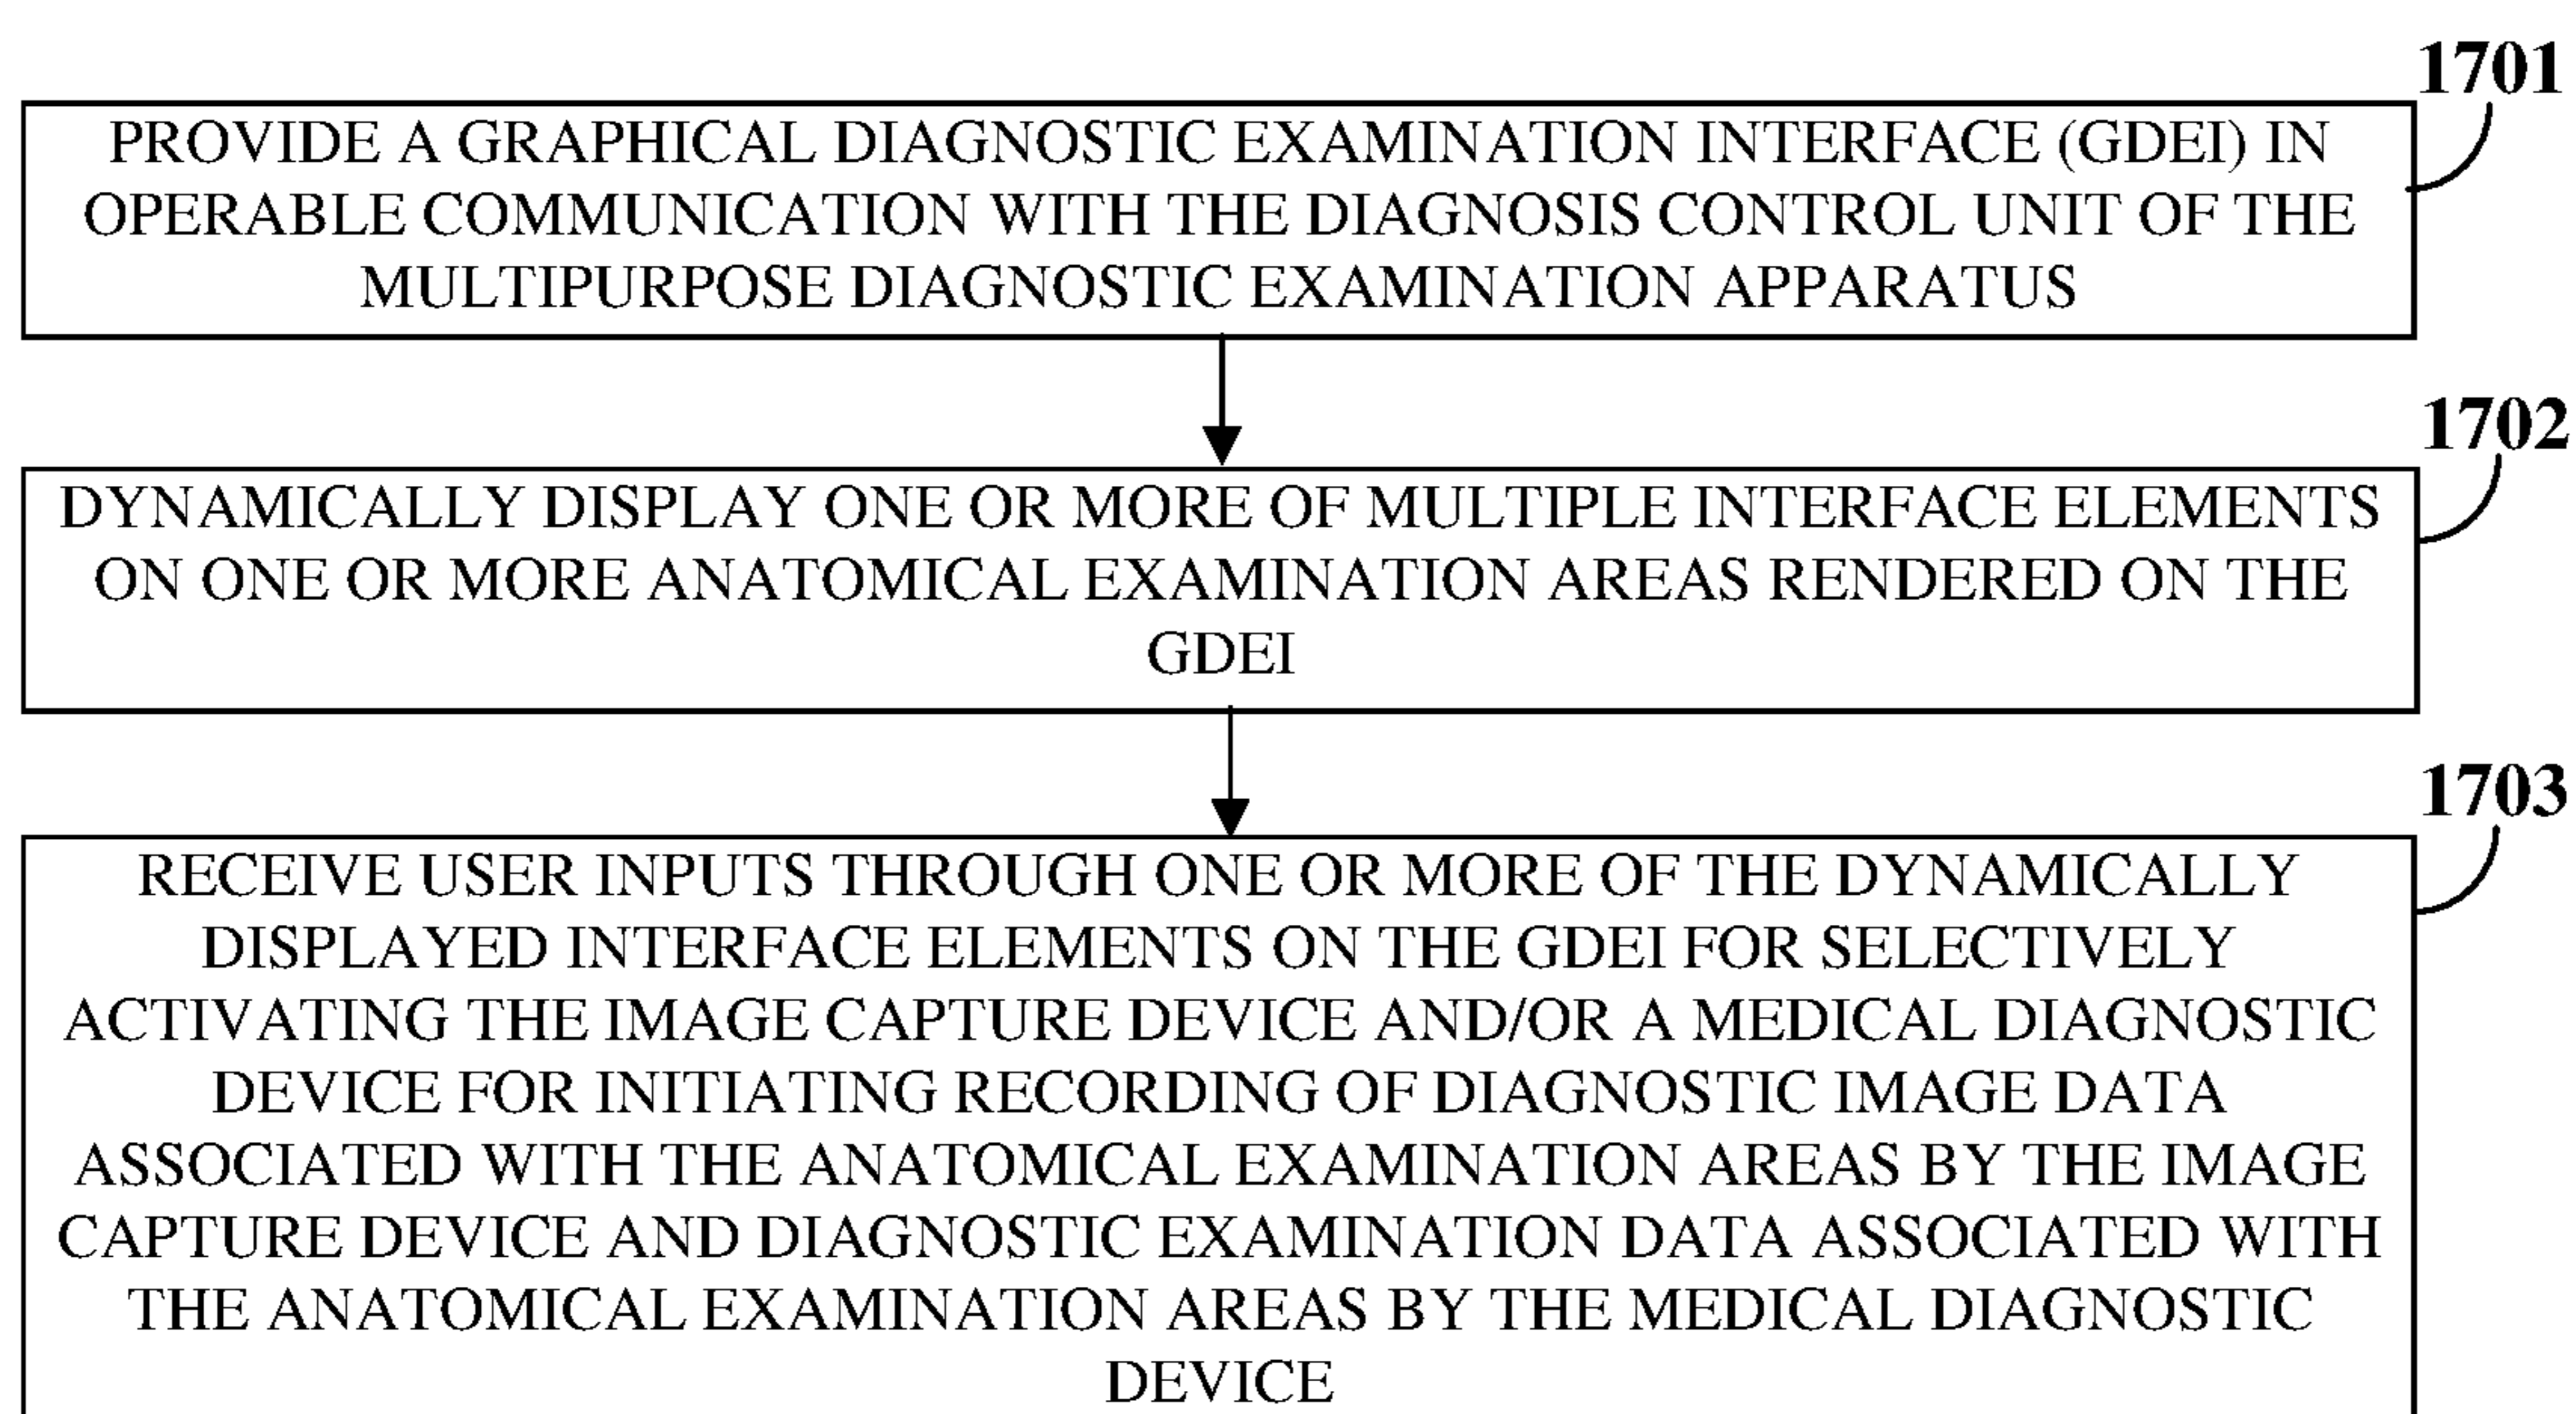 1701
PROVIDE A GRAPHICAL DIAGNOSTIC EXAMINATION INTERFACE (GDEI) IN
OPERABLE COMMUNICATION WITH THE DIAGNOSIS CONTROL UNIT OF THE
MULTIPURPOSE DIAGNOSTIC EXAMINATION APPARATUS
1702
DYNAMICALLY DISPLAY ONE OR MORE OF MULTIPLE INTERFACE ELEMENTS
ON ONE OR MORE ANATOMICAL EXAMINATION AREAS RENDERED ON THE
GDEI
1703
RECEIVE USER INPUTS THROUGH ONE OR MORE OF THE DYNAMICALLY
DISPLAYED INTERFACE ELEMENTS ON THE GDEI FOR SELECTIVELY
ACTIVATING THE IMAGE CAPTURE DEVICE AND/OR A MEDICAL DIAGNOSTIC
DEVICE FOR INITIATING RECORDING OF DIAGNOSTIC IMAGE DATA
ASSOCIATED WITH THE ANATOMICAL EXAMINATION AREAS BY THE IMAGE
CAPTURE DEVICE AND DIAGNOSTIC EXAMINATION DATA ASSOCIATED WITH
THE ANATOMICAL EXAMINATION AREAS BY THE MEDICAL DIAGNOSTIC
DEVICE